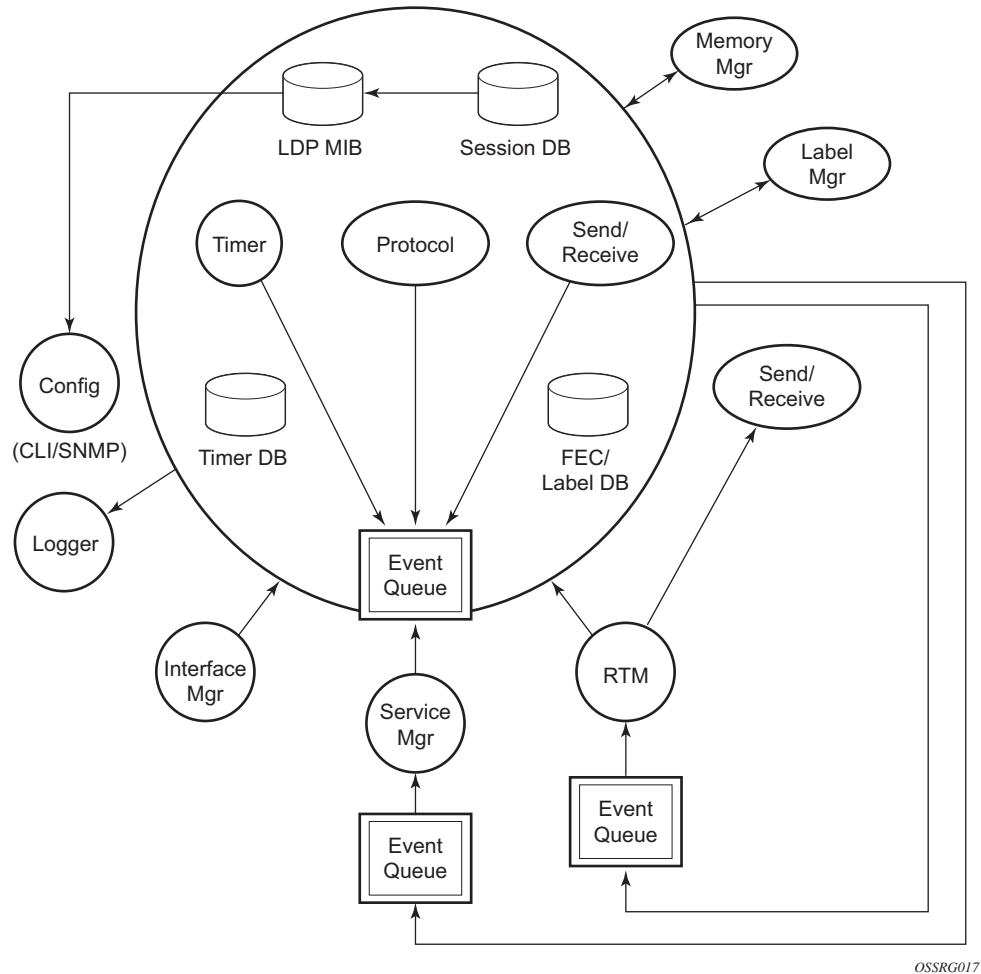 Memory
Mgr
LDP MIB
Session DB
Label
Mgr
Timer
Protocol
Send/
Receive
Config
(CLI/SNMP)
Send/
Receive
Timer DB
FEC/
Label DB
Logger
Event
Queue
Interface
Mgr
RTM
Service
Mgr
Event
Queue
Event
Queue
OSSRG017